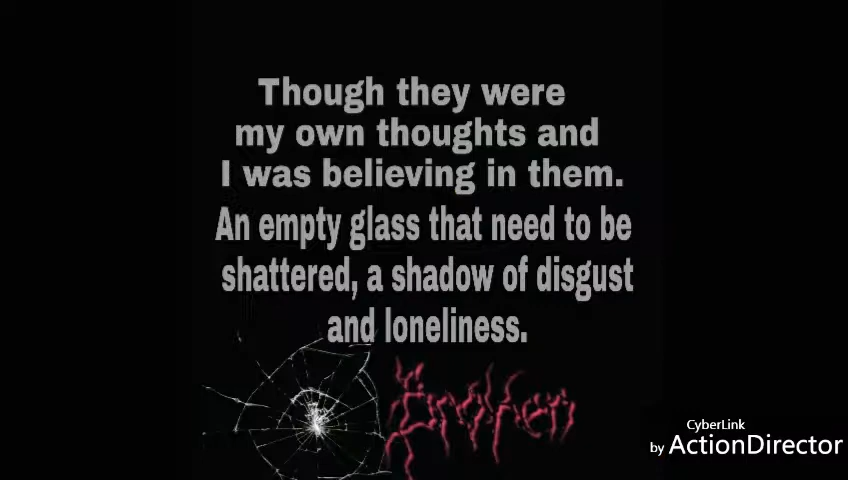 Though they were
my own thoughts and
I was believing in them.
An empty glass that need to be
shattered, a shadow of disgust
and loneliness.
Broken
CyberLink
by ActionDirector